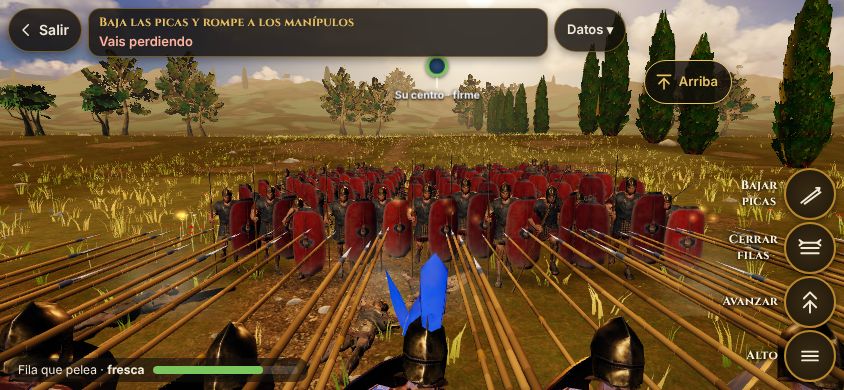 Salir
BAJA LAS PICAS Y ROMPE A LOS MANÍPULOS
Vais perdiendo
Datos ▾
Su centro · firme
Arriba
BAJAR
PICAS
CERRAR
FILAS
AVANZAR
ALTO
Fila que pelea · fresca